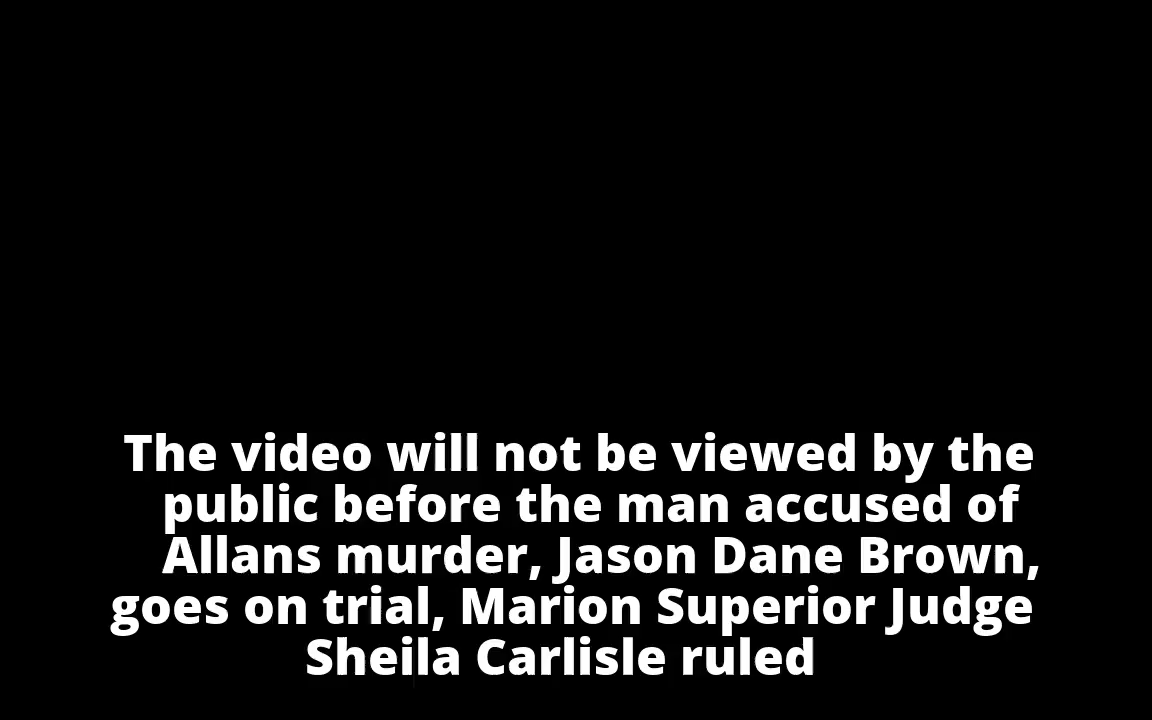 The video will not be viewed by the
public before the man accused of
Allans murder, Jason Dane Brown,
goes on trial, Marion Superior Judge
Sheila Carlisle ruled